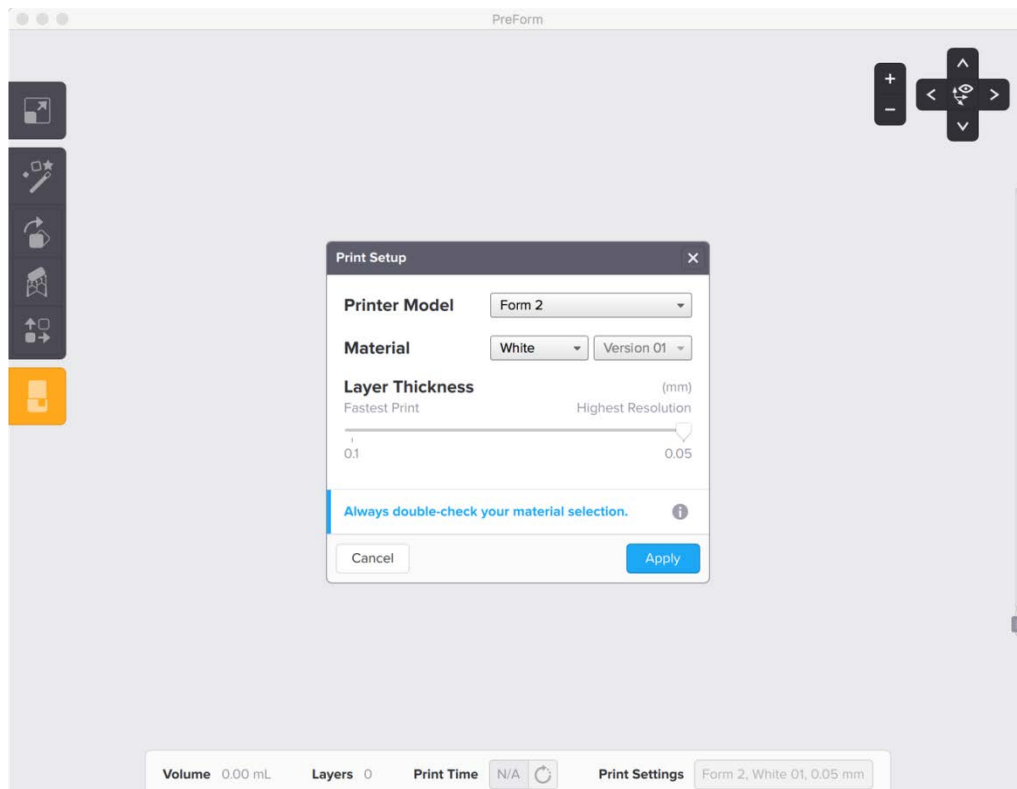 PreForm
+
−
Print Setup
Printer Model Form 2
Material White Version 01
Layer Thickness (mm)
Fastest Print Highest Resolution
0.1 0.05
Always double-check your material selection.
Cancel Apply
Volume 0.00 mL Layers 0 Print Time N/A Print Settings Form 2, White 01, 0.05 mm